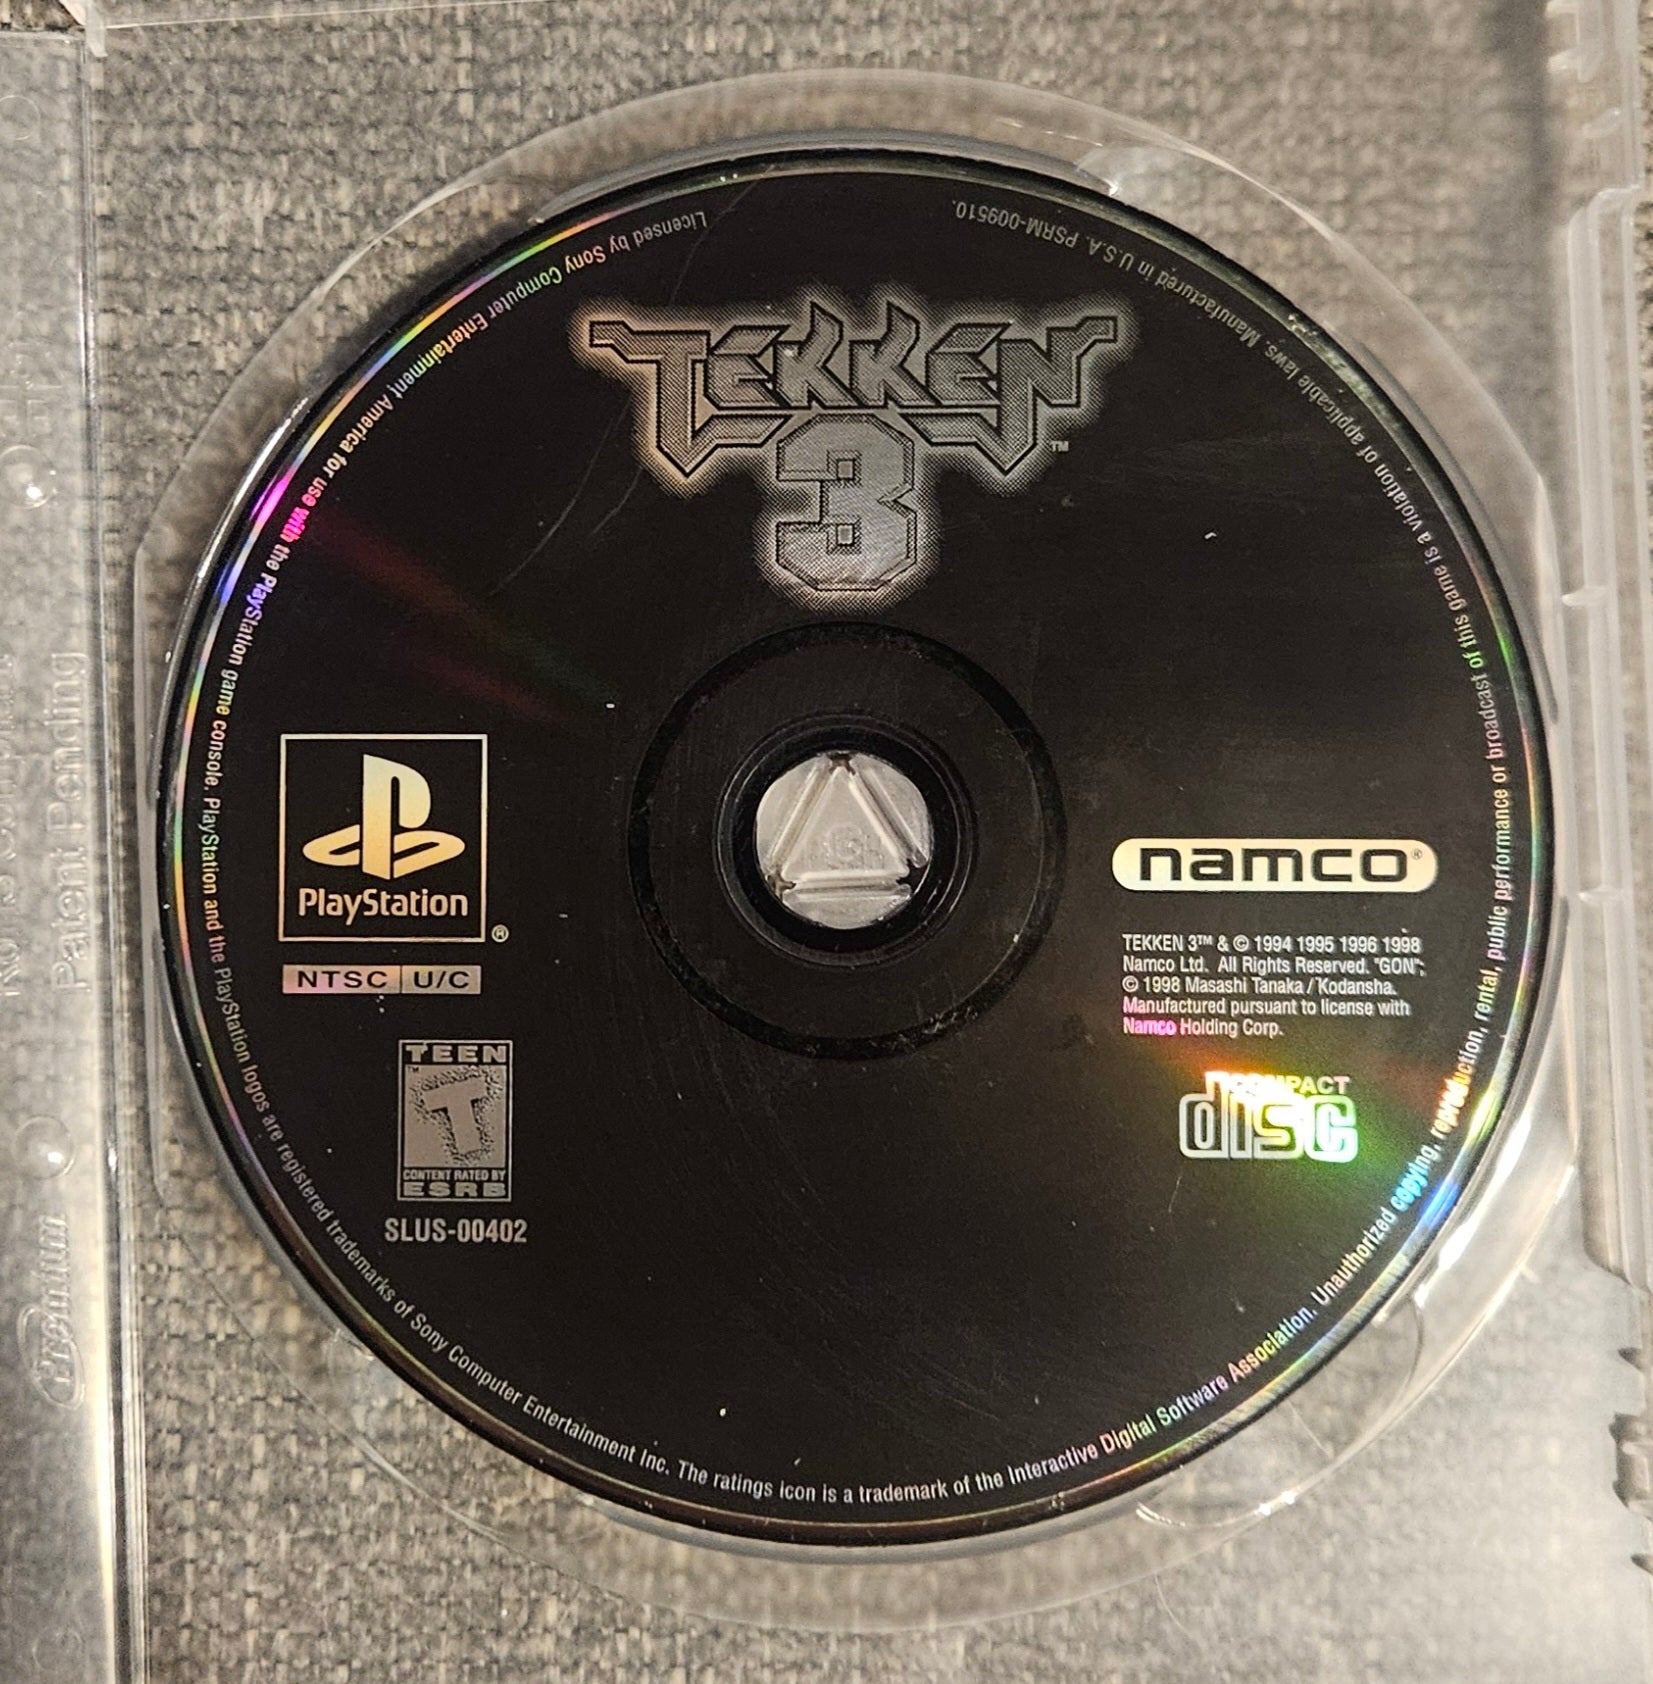 TEKKEN
3™
PlayStation®
NTSC U/C
TEEN
T™
CONTENT RATED BY
ESRB
SLUS-00402
namco®
TEKKEN 3™ & © 1994 1995 1996 1998
Namco Ltd. All Rights Reserved. "GON";
© 1998 Masashi Tanaka / Kodansha.
Manufactured pursuant to license with
Namco Holding Corp.
COMPACT
disc
Licensed by Sony Computer Entertainment America for use with the PlayStation game console. PlayStation and the PlayStation logos are registered trademarks of Sony Computer Entertainment Inc. The ratings icon is a trademark of the Interactive Digital Software Association. Unauthorized copying, reproduction, rental, public performance or broadcast of this game is a violation of applicable laws. Manufactured in U.S.A. PSRM-009510.
Patent Pending
Premium